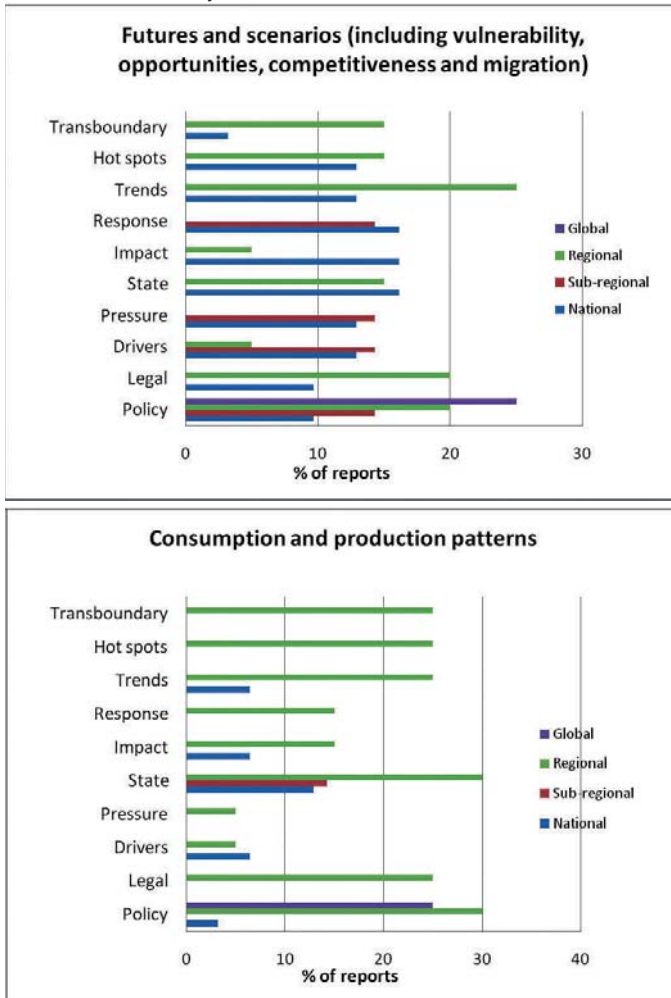 Futures and scenarios (including vulnerability,
opportunities, competitiveness and migration)
Transboundary
Hot spots
Trends
Response
Impact
State
Pressure
Drivers
Legal
Policy
Global
Regional
Sub-regional
National
0 10 20 30
% of reports
Consumption and production patterns
Transboundary
Hot spots
Trends
Response
Impact
State
Pressure
Drivers
Legal
Policy
Global
Regional
Sub-regional
National
0 10 20 30 40
% of reports